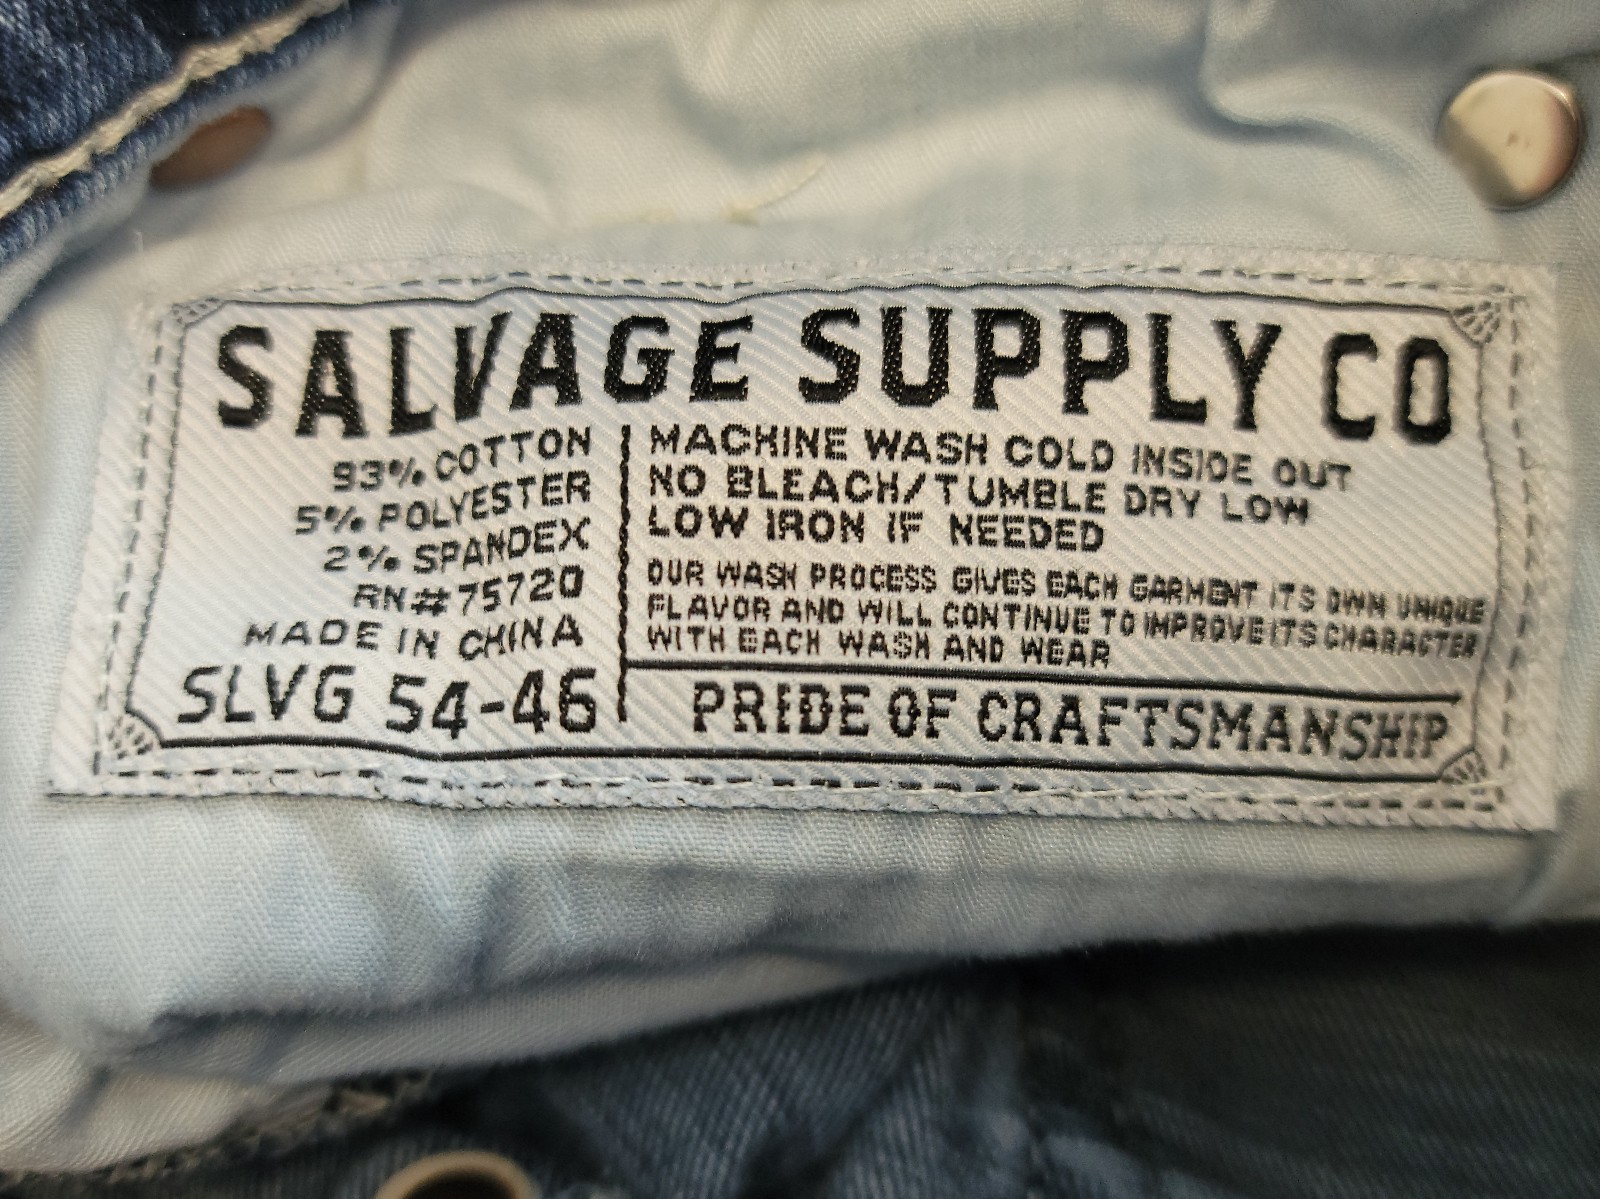 SALVAGE SUPPLY CO
93% COTTON
5% POLYESTER
2% SPANDEX
RN# 75720
MADE IN CHINA
SLVG 54-46
MACHINE WASH COLD INSIDE OUT
NO BLEACH/TUMBLE DRY LOW
LOW IRON IF NEEDED
OUR WASH PROCESS GIVES EACH GARMENT ITS OWN UNIQUE
FLAVOR AND WILL CONTINUE TO IMPROVE ITS CHARACTER
WITH EACH WASH AND WEAR
PRIDE OF CRAFTSMANSHIP